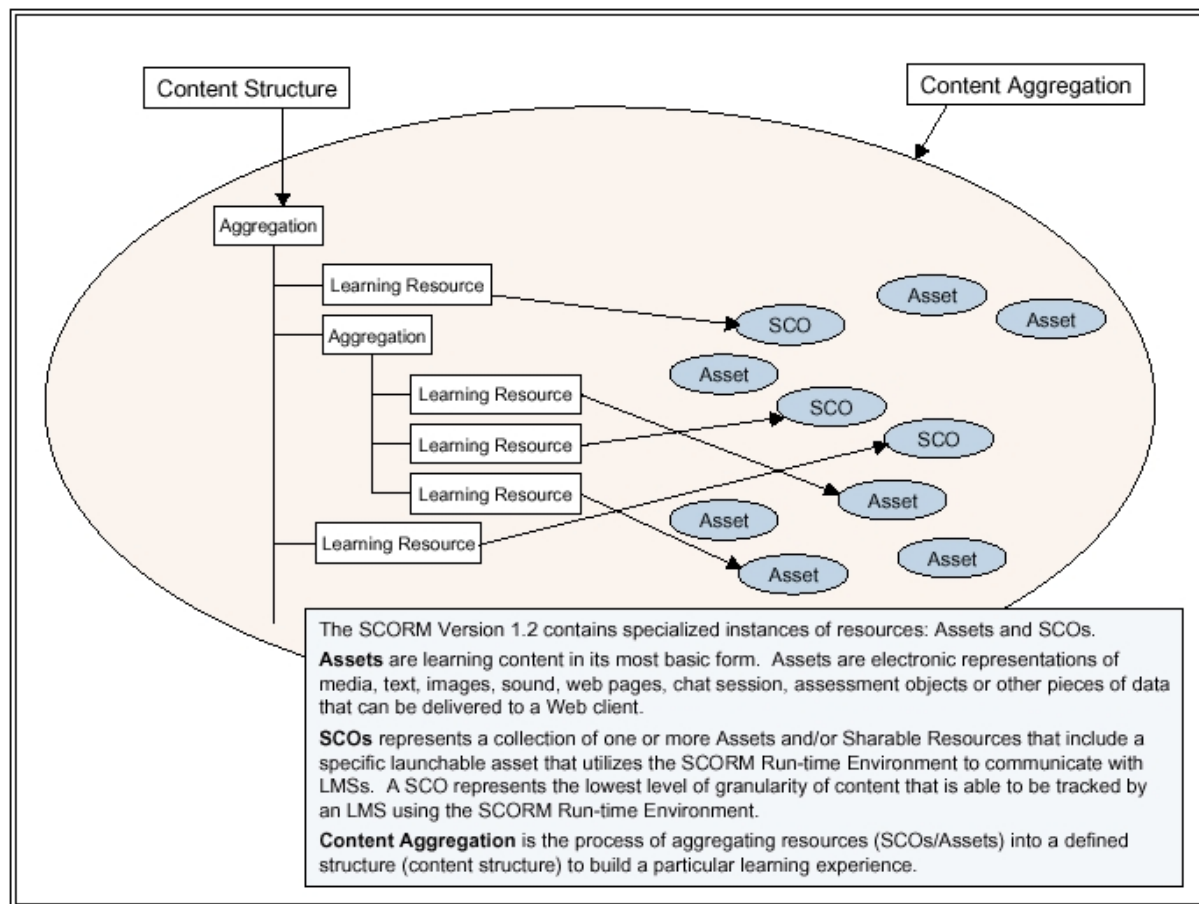 Content Structure
Content Aggregation
Aggregation
Learning Resource
Aggregation
Learning Resource
Learning Resource
Learning Resource
Learning Resource
Asset
Asset
SCO
Asset
SCO
SCO
Asset
Asset
Asset
Asset
The SCORM Version 1.2 contains specialized instances of resources: Assets and SCOs.
Assets are learning content in its most basic form. Assets are electronic representations of
media, text, images, sound, web pages, chat session, assessment objects or other pieces of data
that can be delivered to a Web client.
SCOs represents a collection of one or more Assets and/or Sharable Resources that include a
specific launchable asset that utilizes the SCORM Run-time Environment to communicate with
LMSs. A SCO represents the lowest level of granularity of content that is able to be tracked by
an LMS using the SCORM Run-time Environment.
Content Aggregation is the process of aggregating resources (SCOs/Assets) into a defined
structure (content structure) to build a particular learning experience.